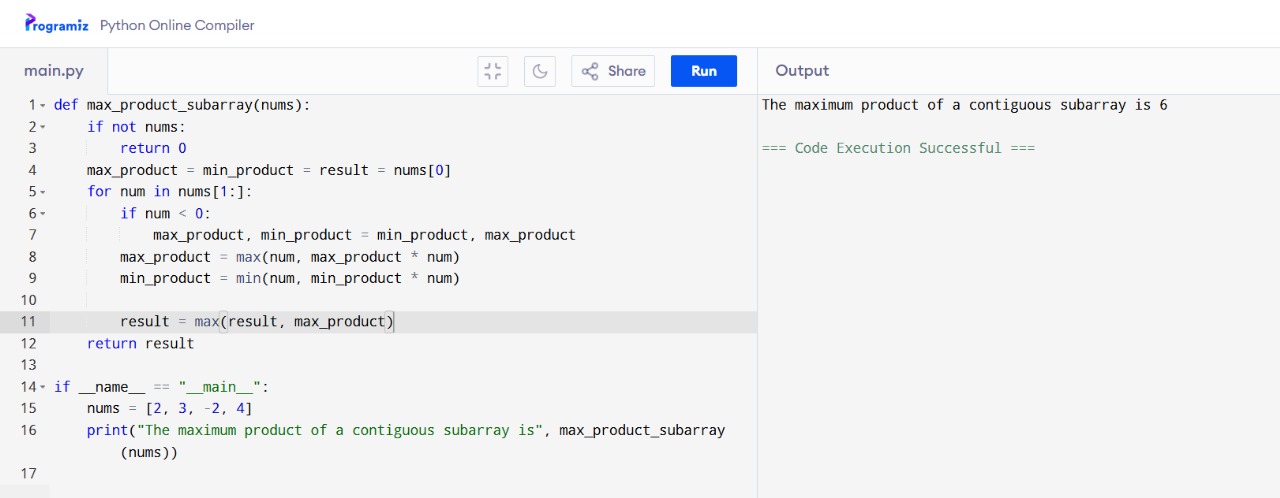 Programiz Python Online Compiler
main.py
Share
Run
Output
1 def max_product_subarray(nums):
2     if not nums:
3         return 0
4     max_product = min_product = result = nums[0]
5     for num in nums[1:]:
6         if num < 0:
7             max_product, min_product = min_product, max_product
8         max_product = max(num, max_product * num)
9         min_product = min(num, min_product * num)
10
11         result = max(result, max_product)
12     return result
13
14 if __name__ == "__main__":
15     nums = [2, 3, -2, 4]
16     print("The maximum product of a contiguous subarray is", max_product_subarray
        (nums))
17
The maximum product of a contiguous subarray is 6
=== Code Execution Successful ===